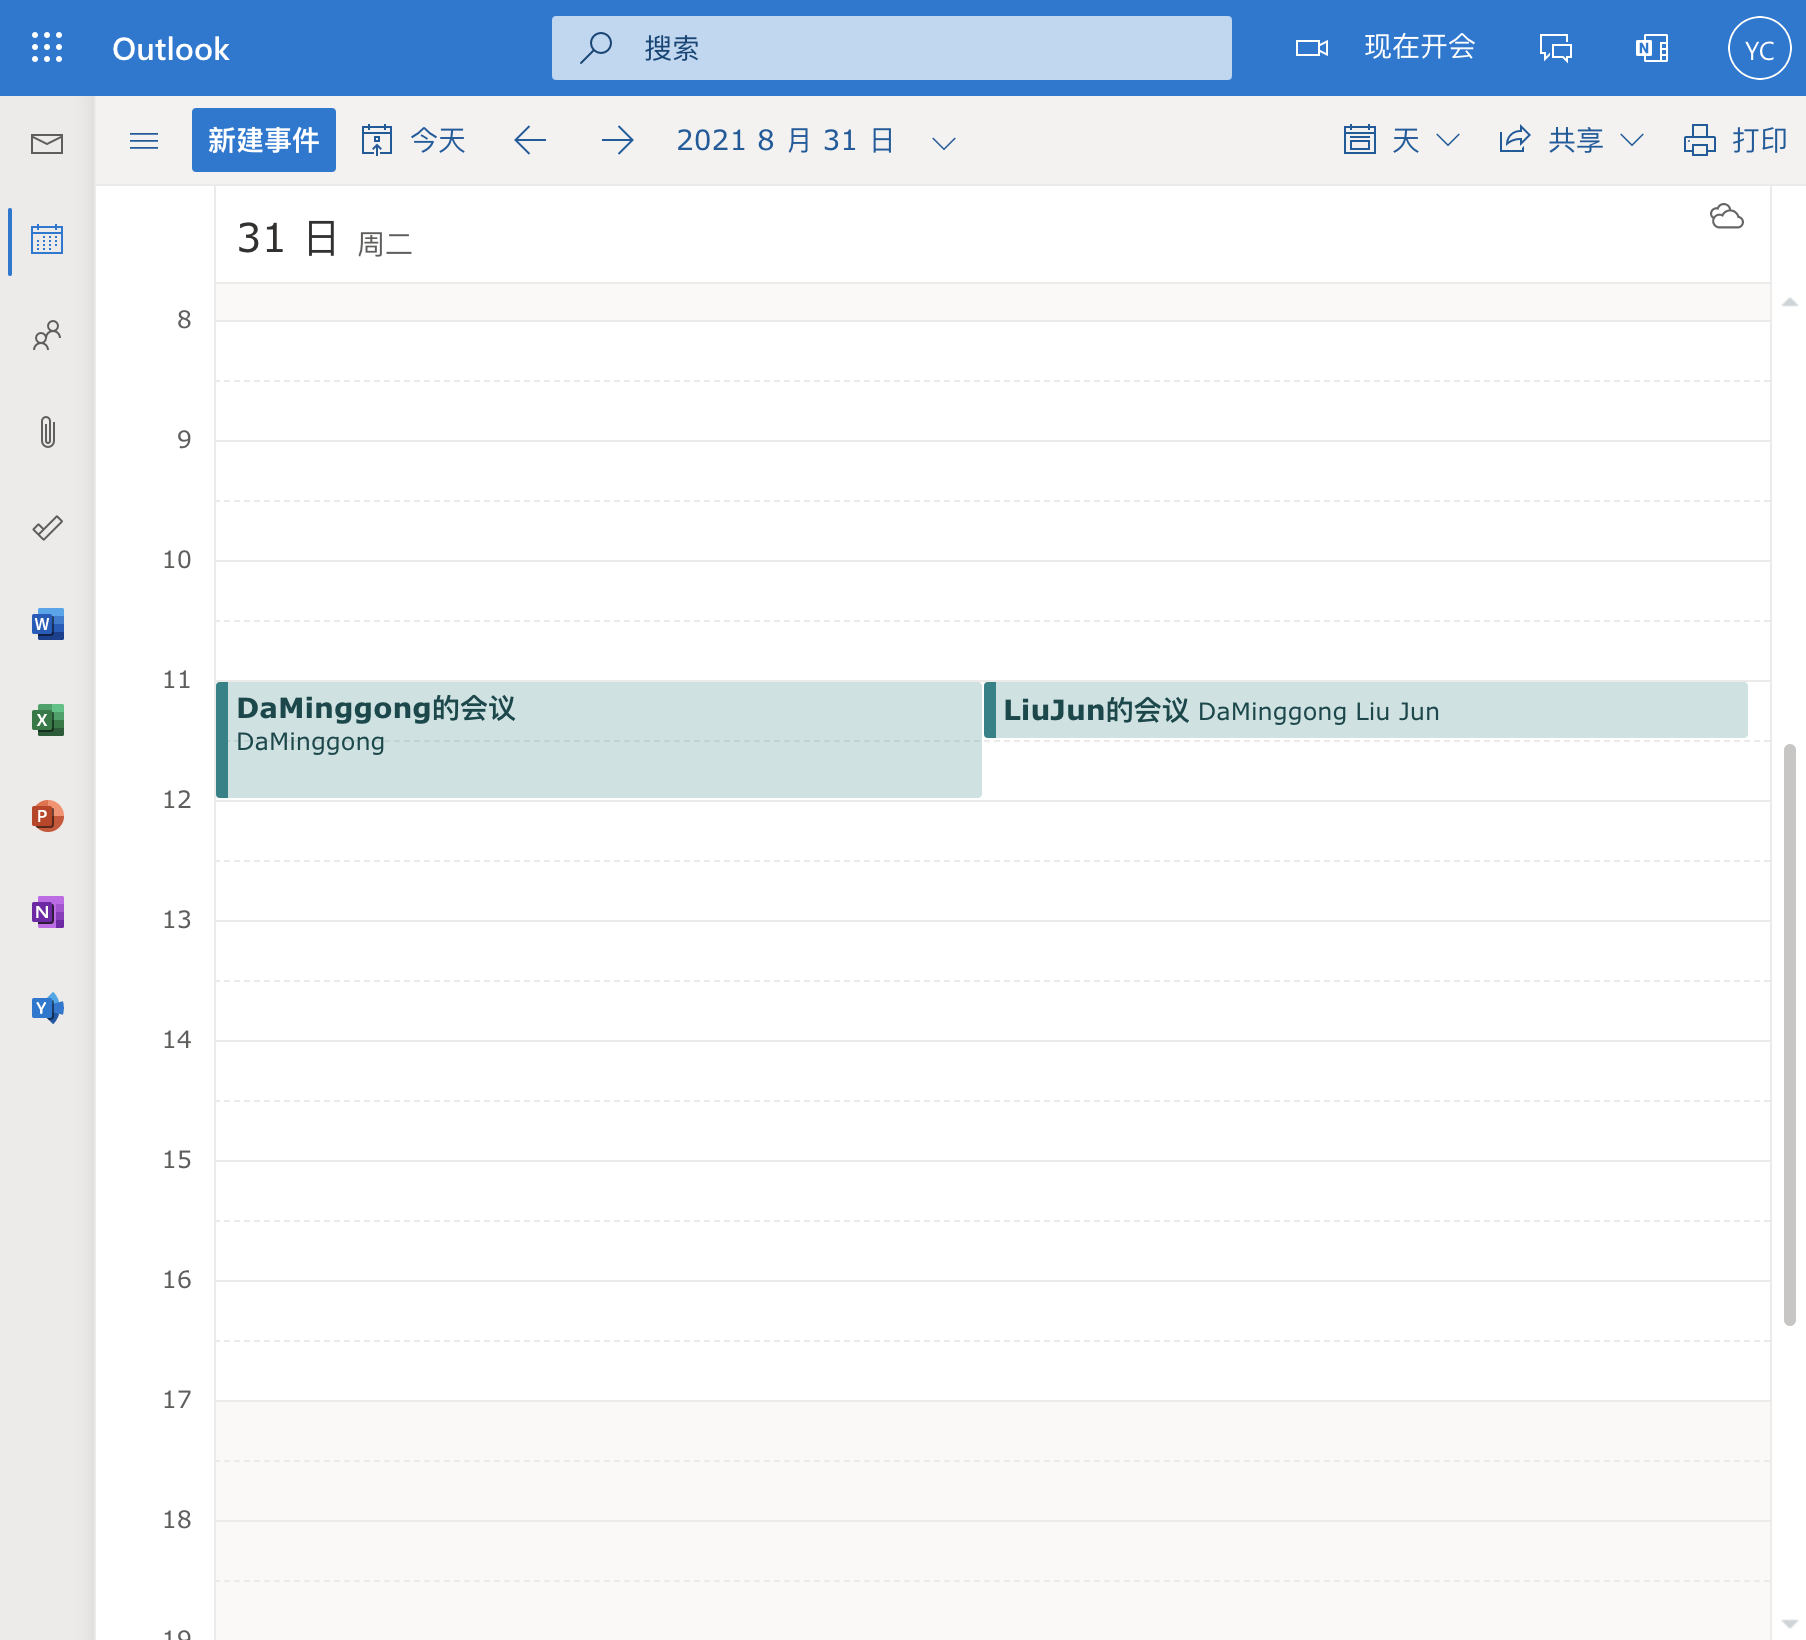 Outlook
搜索
现在开会
N
YC
新建事件
今天
2021 8 月 31 日
天
共享
打印
31 日 周二
8
9
10
11
DaMinggong的会议
DaMinggong
LiuJun的会议 DaMinggong Liu Jun
12
13
14
15
16
17
18
19
W
X
P
N
Y